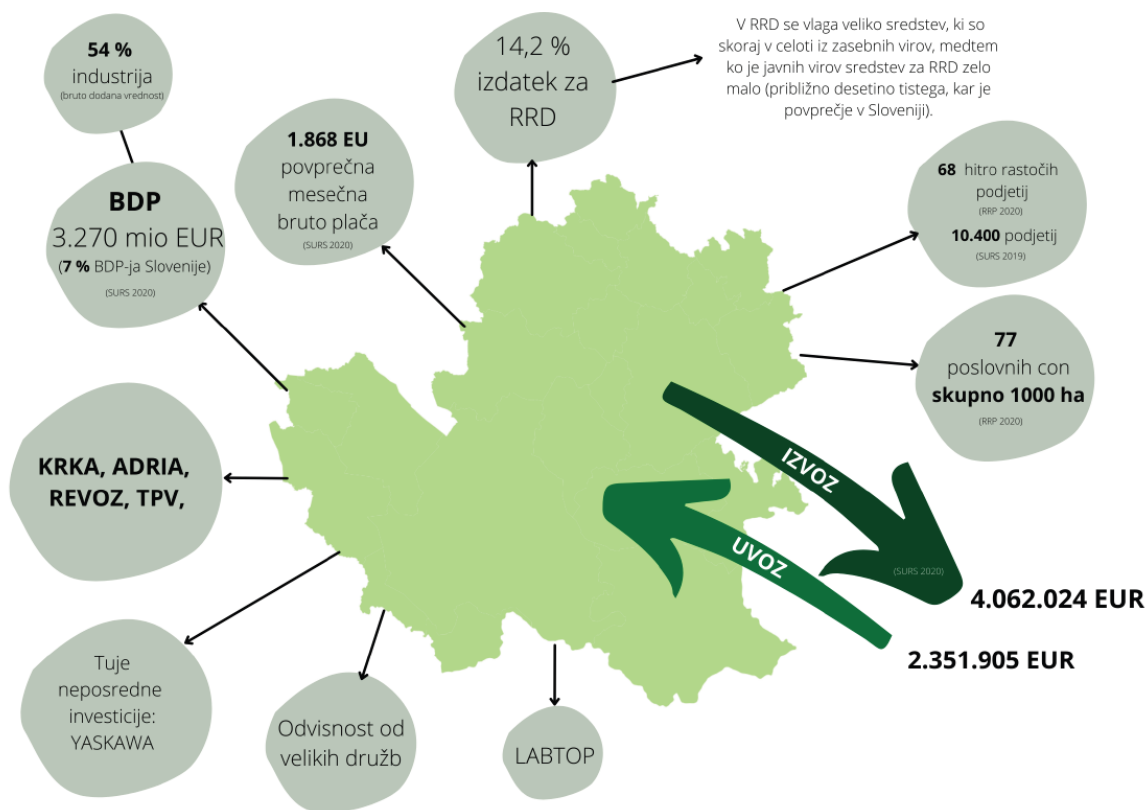 54 %
industrija
(bruto dodana vrednost)
BDP
3.270 mio EUR
(7 % BDP-ja Slovenije)
(SURS 2020)
1.868 EU
povprečna
mesečna
bruto plača
(SURS 2020)
14,2 %
izdatek za
RRD
V RRD se vlaga veliko sredstev, ki so
skoraj v celoti iz zasebnih virov, medtem
ko je javnih virov sredstev za RRD zelo
malo (približno desetino tistega, kar je
povprečje v Sloveniji).
68 hitro rastočih
podjetij
(RRP 2020)
10.400 podjetij
(SURS 2019)
77
poslovnih con
skupno 1000 ha
(RRP 2020)
KRKA, ADRIA,
REVOZ, TPV,
IZVOZ
(SURS 2020)
4.062.024 EUR
UVOZ
2.351.905 EUR
Tuje
neposredne
investicije:
YASKAWA
Odvisnost od
velikih družb
LABTOP